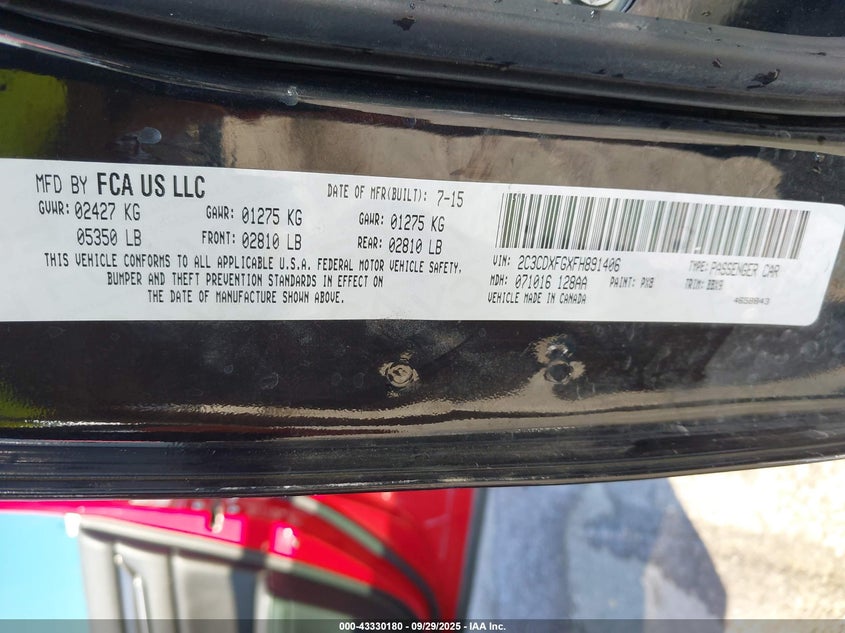 MFD BY FCA US LLC
DATE OF MFR(BUILT): 7-15
GVWR: 02427 KG
GAWR: 01275 KG
GAWR: 01275 KG
05350 LB
FRONT: 02810 LB
REAR: 02810 LB
THIS VEHICLE CONFORMS TO ALL APPLICABLE U.S.A. FEDERAL MOTOR VEHICLE SAFETY,
BUMPER AND THEFT PREVENTION STANDARDS IN EFFECT ON
THE DATE OF MANUFACTURE SHOWN ABOVE.
VIN: 2C3CDXFGXFH891406
TYPE: PASSENGER CAR
MDH: 071016 128AA
PAINT: PX8
TRIM: BBX9
VEHICLE MADE IN CANADA
4658843
000-43330180 - 09/29/2025 - IAA Inc.